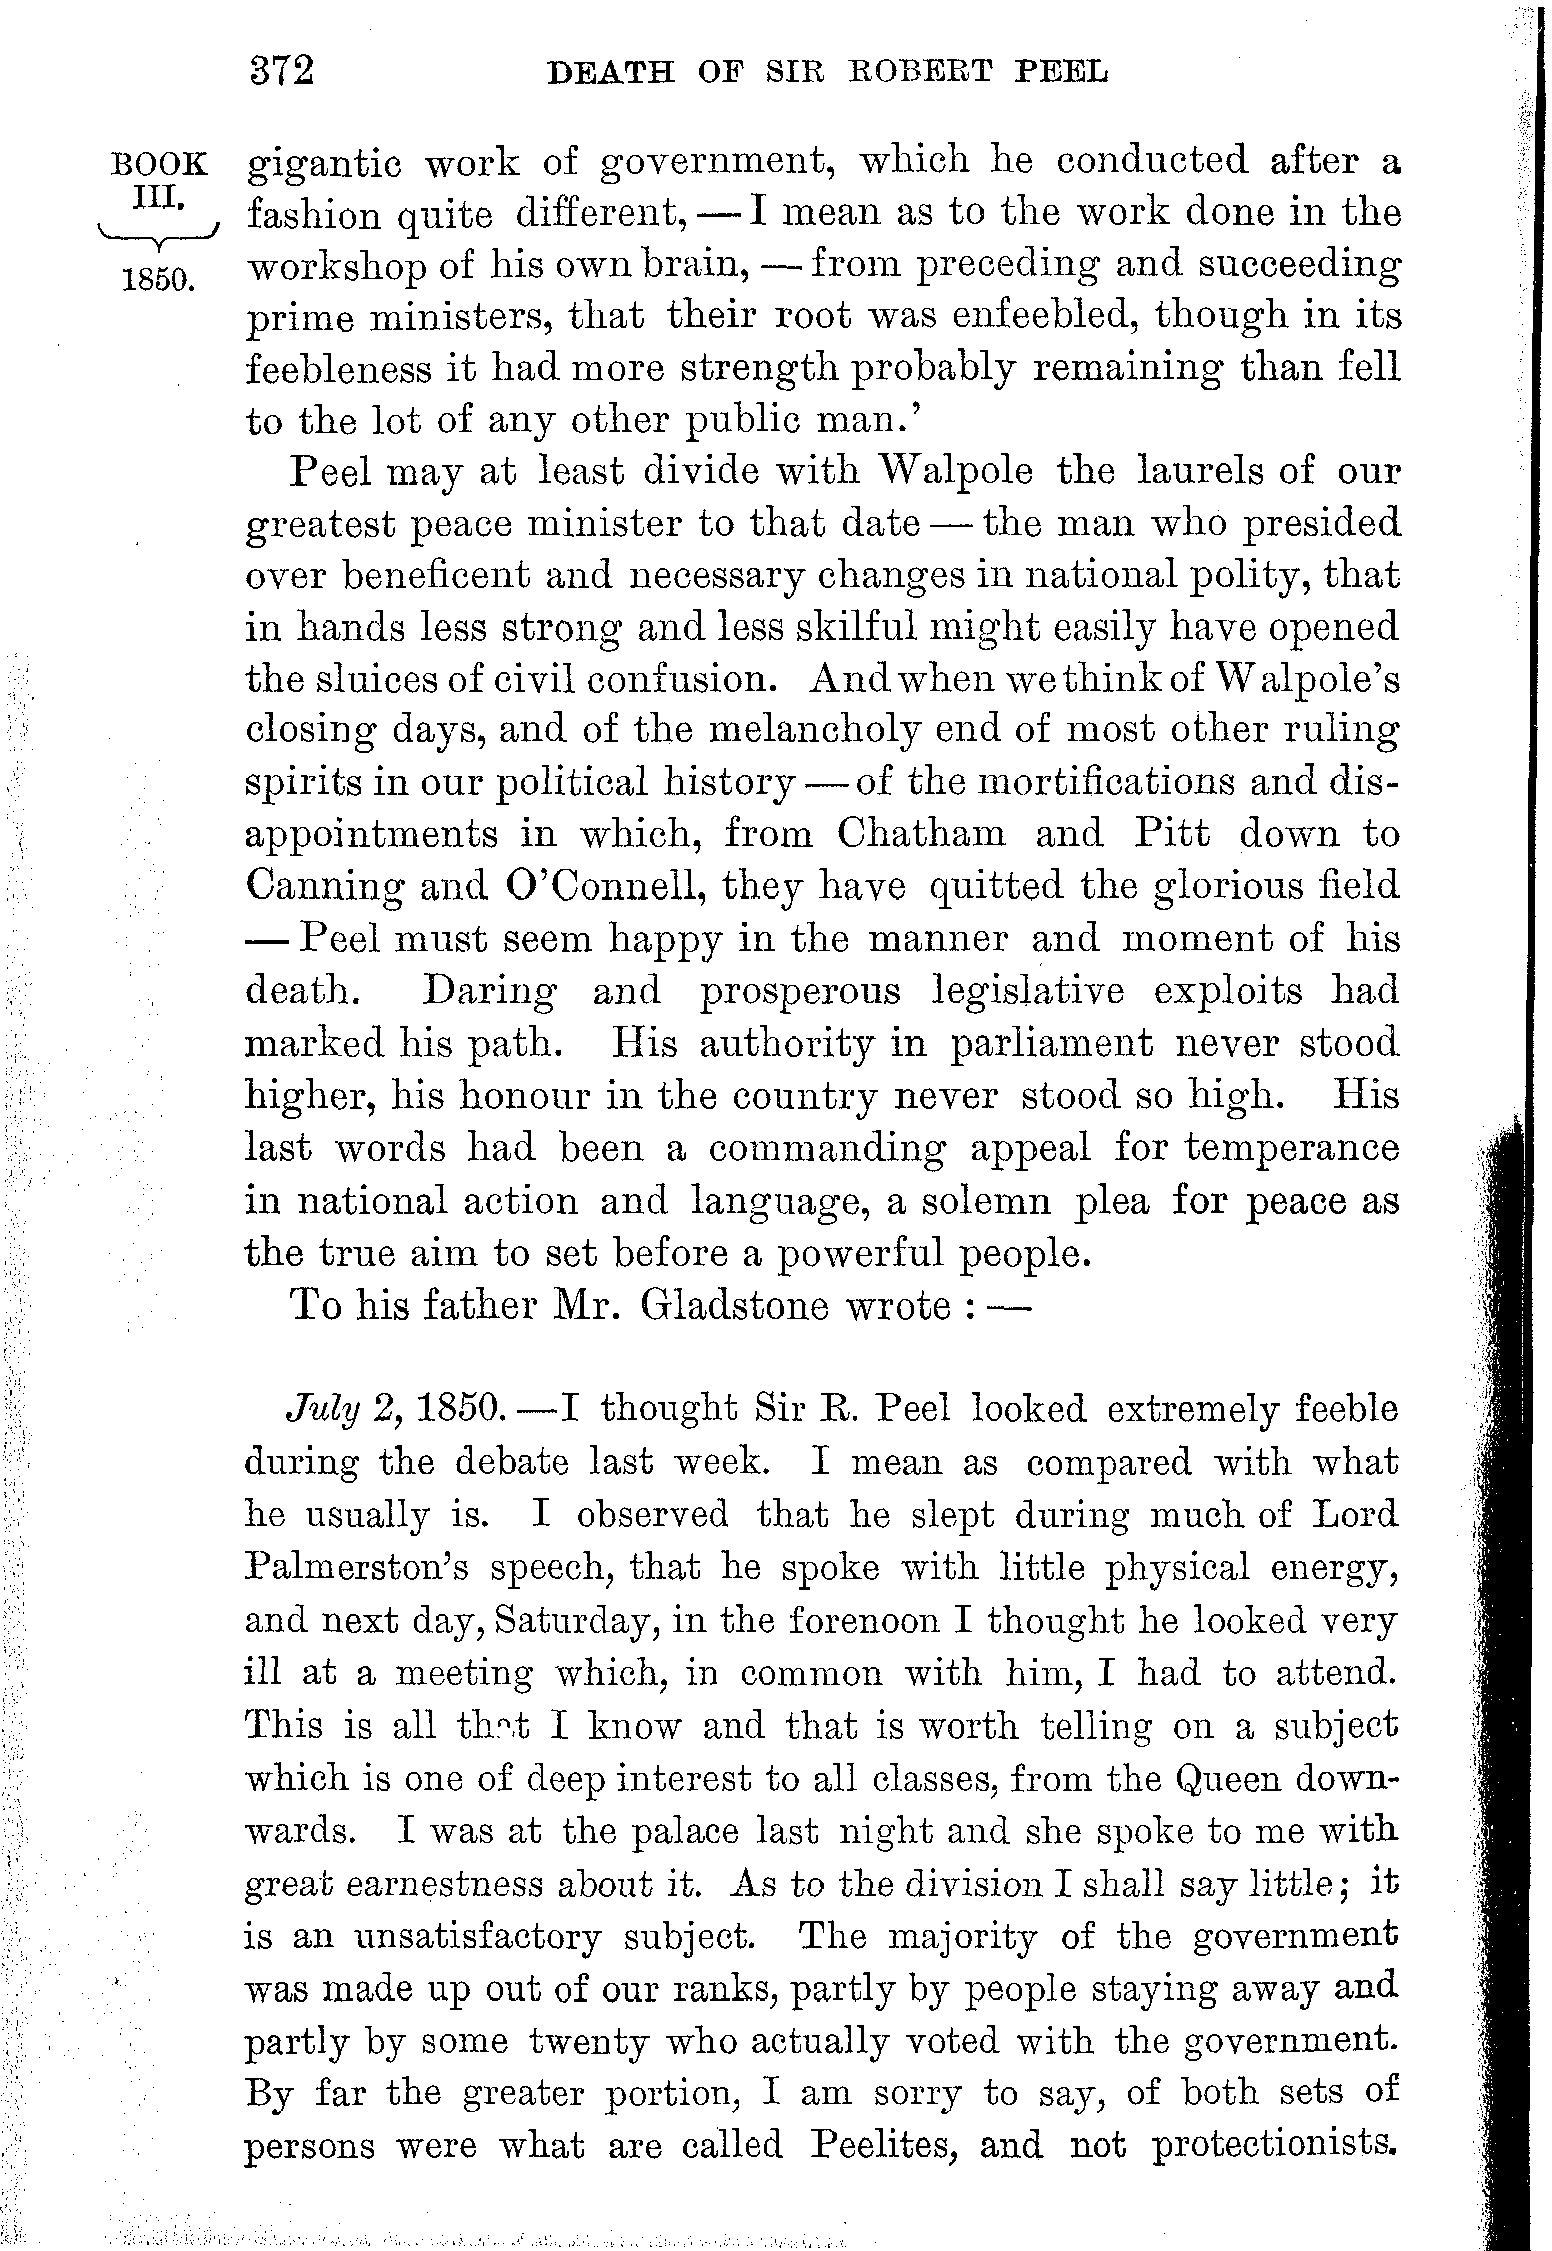 372 DEATH OF SIR ROBERT PEEL
BOOK
III.
1850.
gigantic work of government, which he conducted after a
fashion quite different, — I mean as to the work done in the
workshop of his own brain, — from preceding and succeeding
prime ministers, that their root was enfeebled, though in its
feebleness it had more strength probably remaining than fell
to the lot of any other public man.'
Peel may at least divide with Walpole the laurels of our
greatest peace minister to that date — the man who presided
over beneficent and necessary changes in national polity, that
in hands less strong and less skilful might easily have opened
the sluices of civil confusion. And when we think of Walpole's
closing days, and of the melancholy end of most other ruling
spirits in our political history — of the mortifications and dis-
appointments in which, from Chatham and Pitt down to
Canning and O'Connell, they have quitted the glorious field
— Peel must seem happy in the manner and moment of his
death. Daring and prosperous legislative exploits had
marked his path. His authority in parliament never stood
higher, his honour in the country never stood so high. His
last words had been a commanding appeal for temperance
in national action and language, a solemn plea for peace as
the true aim to set before a powerful people.
To his father Mr. Gladstone wrote : —
July 2, 1850. — I thought Sir R. Peel looked extremely feeble
during the debate last week. I mean as compared with what
he usually is. I observed that he slept during much of Lord
Palmerston's speech, that he spoke with little physical energy,
and next day, Saturday, in the forenoon I thought he looked very
ill at a meeting which, in common with him, I had to attend.
This is all that I know and that is worth telling on a subject
which is one of deep interest to all classes, from the Queen down-
wards. I was at the palace last night and she spoke to me with
great earnestness about it. As to the division I shall say little; it
is an unsatisfactory subject. The majority of the government
was made up out of our ranks, partly by people staying away and
partly by some twenty who actually voted with the government.
By far the greater portion, I am sorry to say, of both sets of
persons were what are called Peelites, and not protectionists.